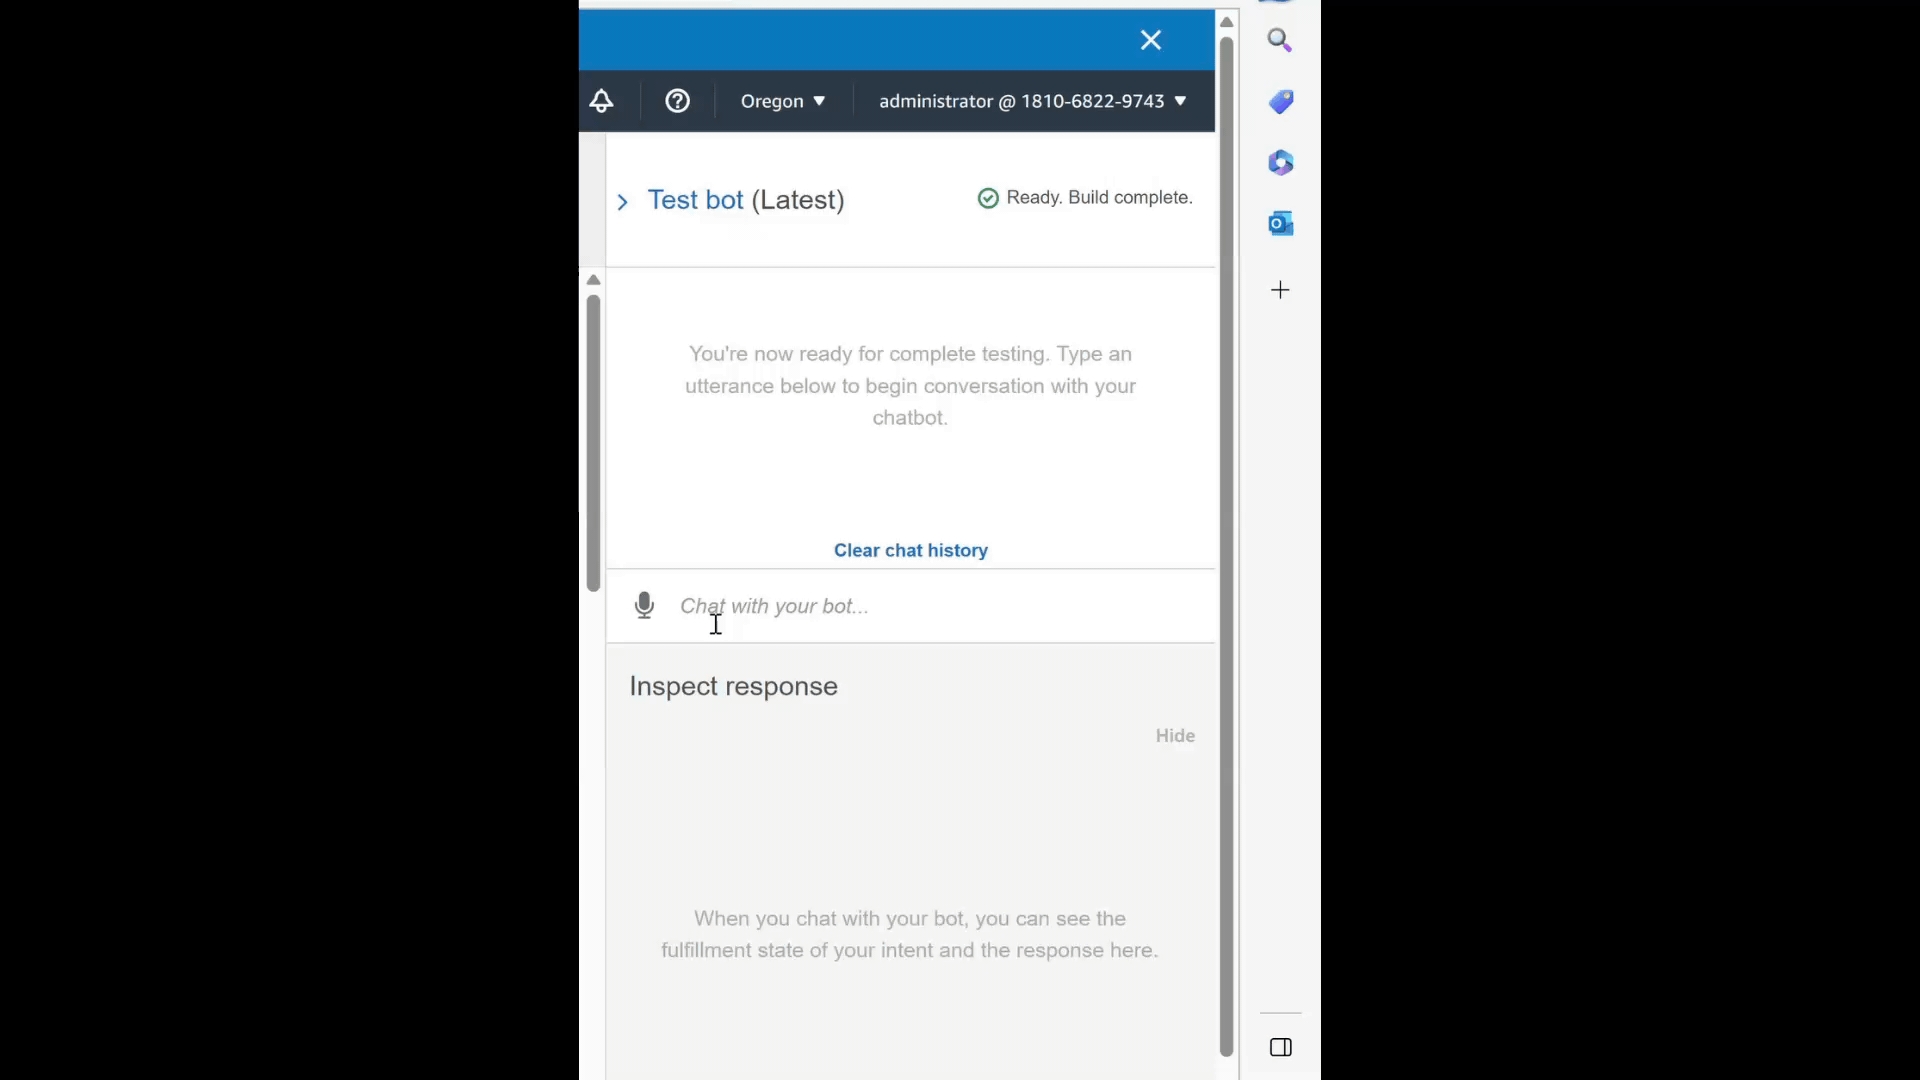 Oregon ▼
administrator @ 1810-6822-9743 ▼
Test bot (Latest)
Ready. Build complete.
You're now ready for complete testing. Type an
utterance below to begin conversation with your
chatbot.
Clear chat history
Chat with your bot...
Inspect response
Hide
When you chat with your bot, you can see the
fulfillment state of your intent and the response here.